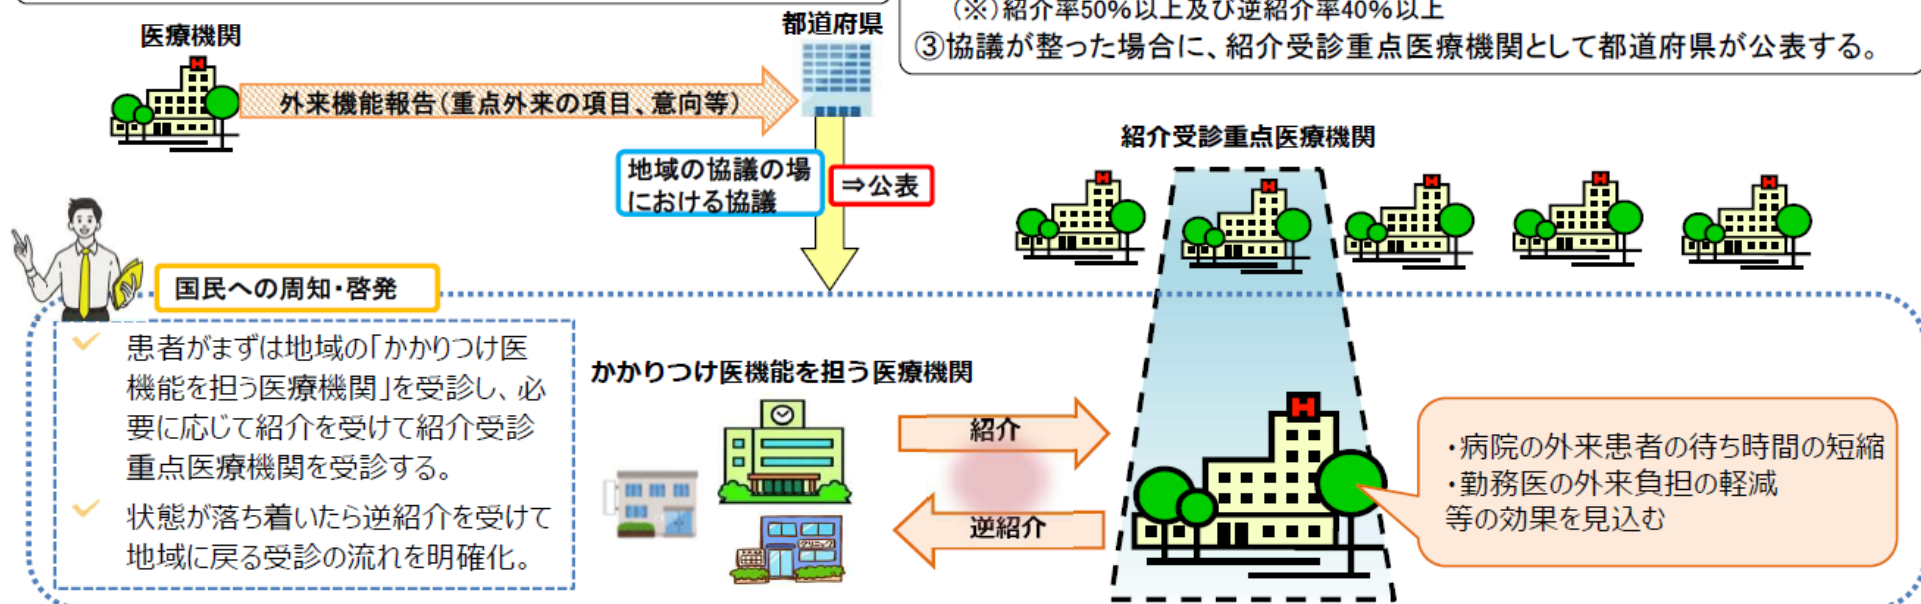 (※)紹介率50%以上及び逆紹介率40%以上
③協議が整った場合に、紹介受診重点医療機関として都道府県が公表する。
医療機関
都道府県
外来機能報告(重点外来の項目、意向等)
地域の協議の場
における協議
⇒公表
紹介受診重点医療機関
国民への周知・啓発
患者がまずは地域の「かかりつけ医
機能を担う医療機関」を受診し、必
要に応じて紹介を受けて紹介受診
重点医療機関を受診する。
状態が落ち着いたら逆紹介を受けて
地域に戻る受診の流れを明確化。
かかりつけ医機能を担う医療機関
クリニック
紹介
逆紹介
・病院の外来患者の待ち時間の短縮
・勤務医の外来負担の軽減
等の効果を見込む
H
H
H
H
H
H
H